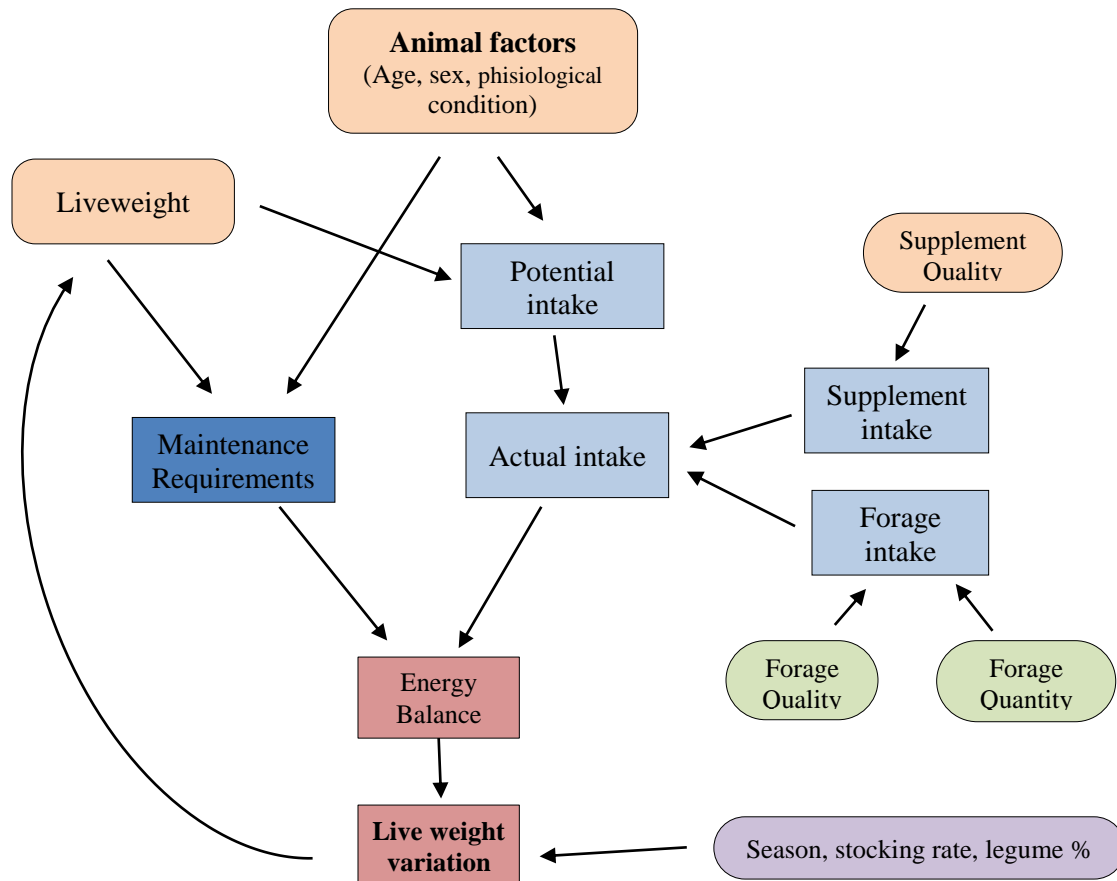 Animal factors
(Age, sex, phisiological
condition)
Liveweight
Supplement
Quality
Potential
intake
Supplement
intake
Maintenance
Requirements
Actual intake
Forage
intake
Forage
Quality
Forage
Quantity
Energy
Balance
Live weight
variation
Season, stocking rate, legume %